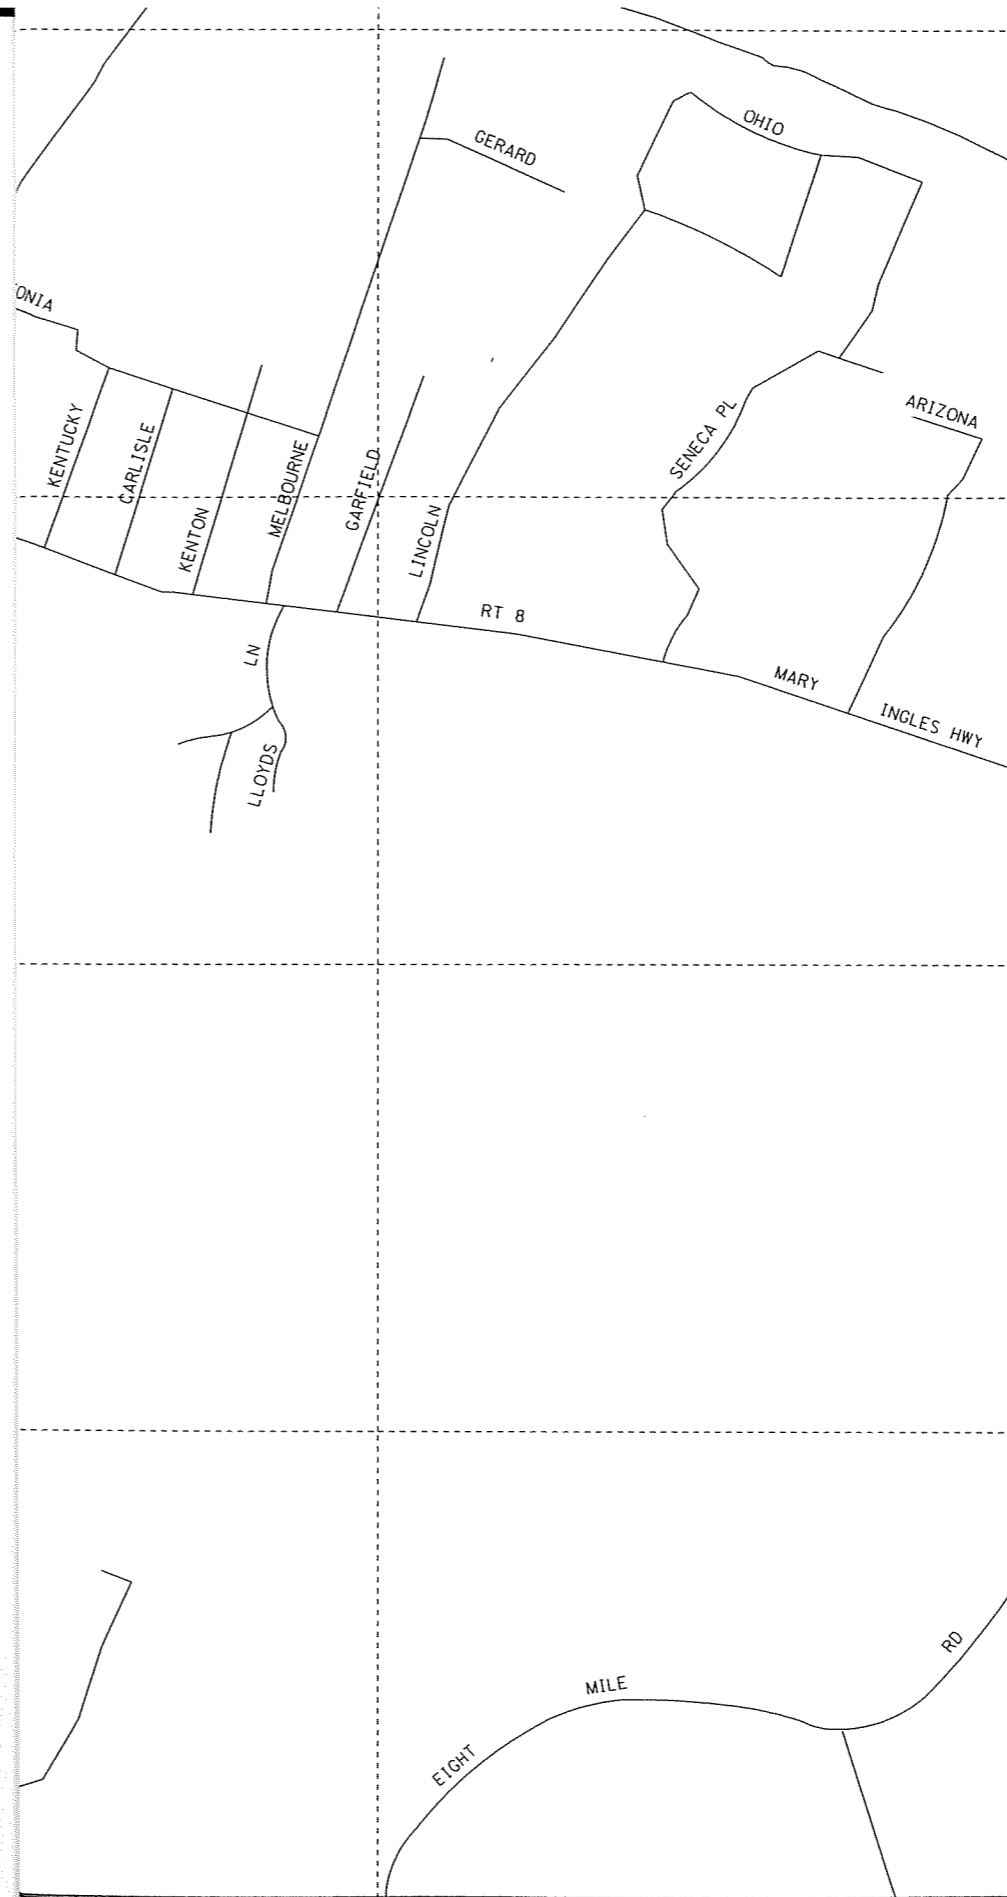 OHIO
GERARD
ONIA
KENTUCKY
CARLISLE
KENTON
MELBOURNE
GARFIELD
LINCOLN
SENECA PL
ARIZONA
RT 8
MARY
INGLES HWY
LN
LLOYDS
RD
MILE
EIGHT